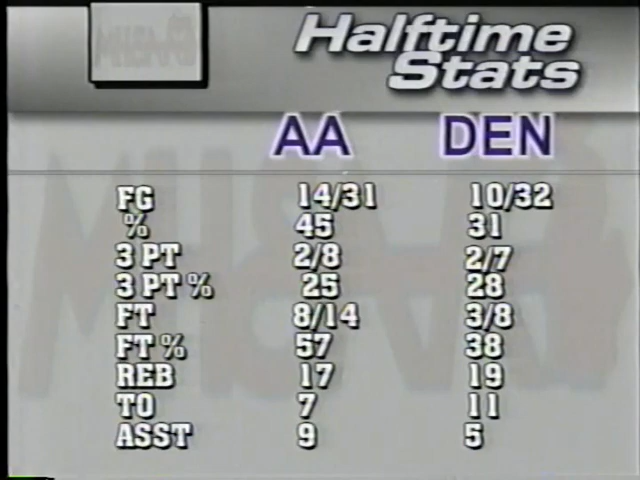 MHSAA
Halftime
Stats
AA DEN
FG 14/31 10/32
% 45 31
3 PT 2/8 2/7
3 PT % 25 28
FT 8/14 3/8
FT % 57 38
REB 17 19
TO 7 11
ASST 9 5